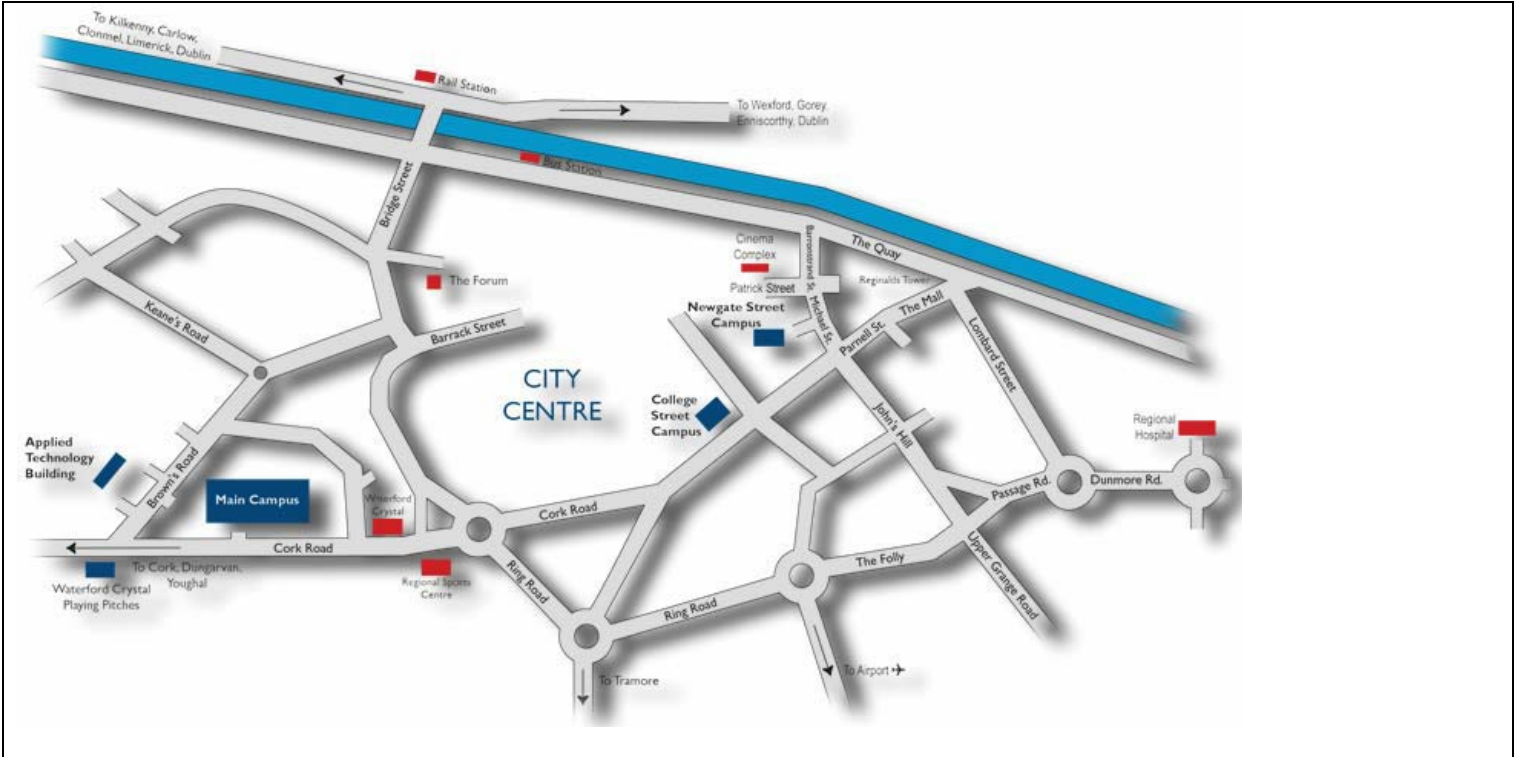 To Kilkenny, Carlow,
Clonmel, Limerick, Dublin
Rail Station
To Wexford, Gorey,
Enniscorthy, Dublin
Bus Station
Bridge Street
The Forum
Barrack Street
Keane's Road
Cinema
Complex
Patrick Street
Barronstrand St.
The Quay
Reginalds Tower
The Mall
Newgate Street
Campus
Michael St.
Parnell St.
Lombard Street
CITY
CENTRE
College
Street
Campus
John's Hill
Regional
Hospital
Passage Rd.
Dunmore Rd.
Applied
Technology
Building
Brown's Road
Main Campus
Waterford
Crystal
Cork Road
Cork Road
To Cork, Dungarvan,
Youghal
Waterford Crystal
Playing Pitches
Regional Sports
Centre
Ring Road
Ring Road
The Folly
Upper Grange Road
To Tramore
To Airport